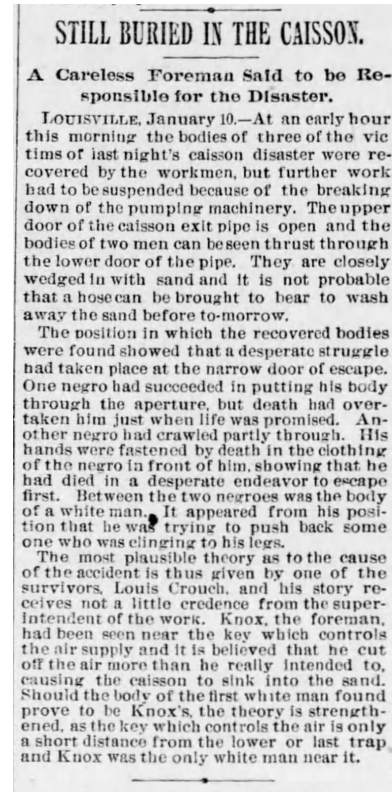 STILL BURIED IN THE CAISSON.
A Careless Foreman Said to be Re-
sponsible for the Disaster.
LOUISVILLE, January 10.—At an early hour
this morning the bodies of three of the vic
tims of last night's caisson disaster were re-
covered by the workmen, but further work
had to be suspended because of the breaking
down of the pumping machinery. The upper
door of the caisson exit pipe is open and the
bodies of two men can be seen thrust through
the lower door of the pipe. They are closely
wedged in with sand and it is not probable
that a hose can be brought to bear to wash
away the sand before to-morrow.
The position in which the recovered bodies
were found showed that a desperate struggle
had taken place at the narrow door of escape.
One negro had succeeded in putting his body
through the aperture, but death had over-
taken him just when life was promised. An-
other negro had crawled partly through. His
hands were fastened by death in the clothing
of the negro in front of him, showing that he
had died in a desperate endeavor to escape
first. Between the two negroes was the body
of a white man. It appeared from his posi-
tion that he was trying to push back some
one who was clinging to his legs.
The most plausible theory as to the cause
of the accident is thus given by one of the
survivors, Louis Crouch, and his story re-
ceives not a little credence from the super-
intendent of the work. Knox, the foreman,
had been seen near the key which controls
the air supply and it is believed that he cut
off the air more than he really intended to,
causing the caisson to sink into the sand.
Should the body of the first white man found
prove to be Knox's, the theory is strength-
ened, as the key which controls the air is only
a short distance from the lower or last trap
and Knox was the only white man near it.